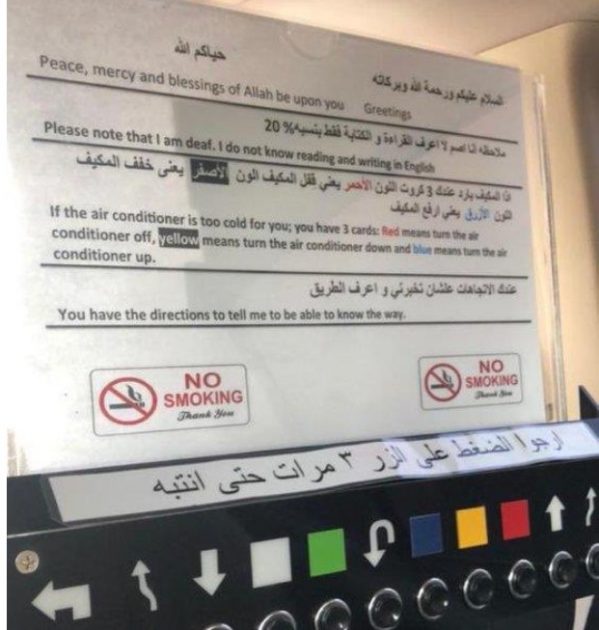 حياكم الله
السلام عليكم ورحمة الله وبركاته
Peace, mercy and blessings of Allah be upon you Greetings
ملاحظه أنا اصم لا اعرف القراءة و الكتابة فقط بنسبه% 20
Please note that I am deaf. I do not know reading and writing in English
اذا المكيف بارد عندك 3 كروت اللون الأحمر يعني قفل المكيف الون الأصفر يعنى خفف المكيف
اللون الأزرق يعني ارفع المكيف
If the air conditioner is too cold for you; you have 3 cards: Red means turn the air
conditioner off, yellow means turn the air conditioner down and blue means turn the air
conditioner up.
عندك الاتجاهات علشان تخبرني و اعرف الطريق
You have the directions to tell me to be able to know the way.
NO
SMOKING
Thank You
NO
SMOKING
Thank You
ارجوا الضغط على الزر ٣ مرات حتى انتبه